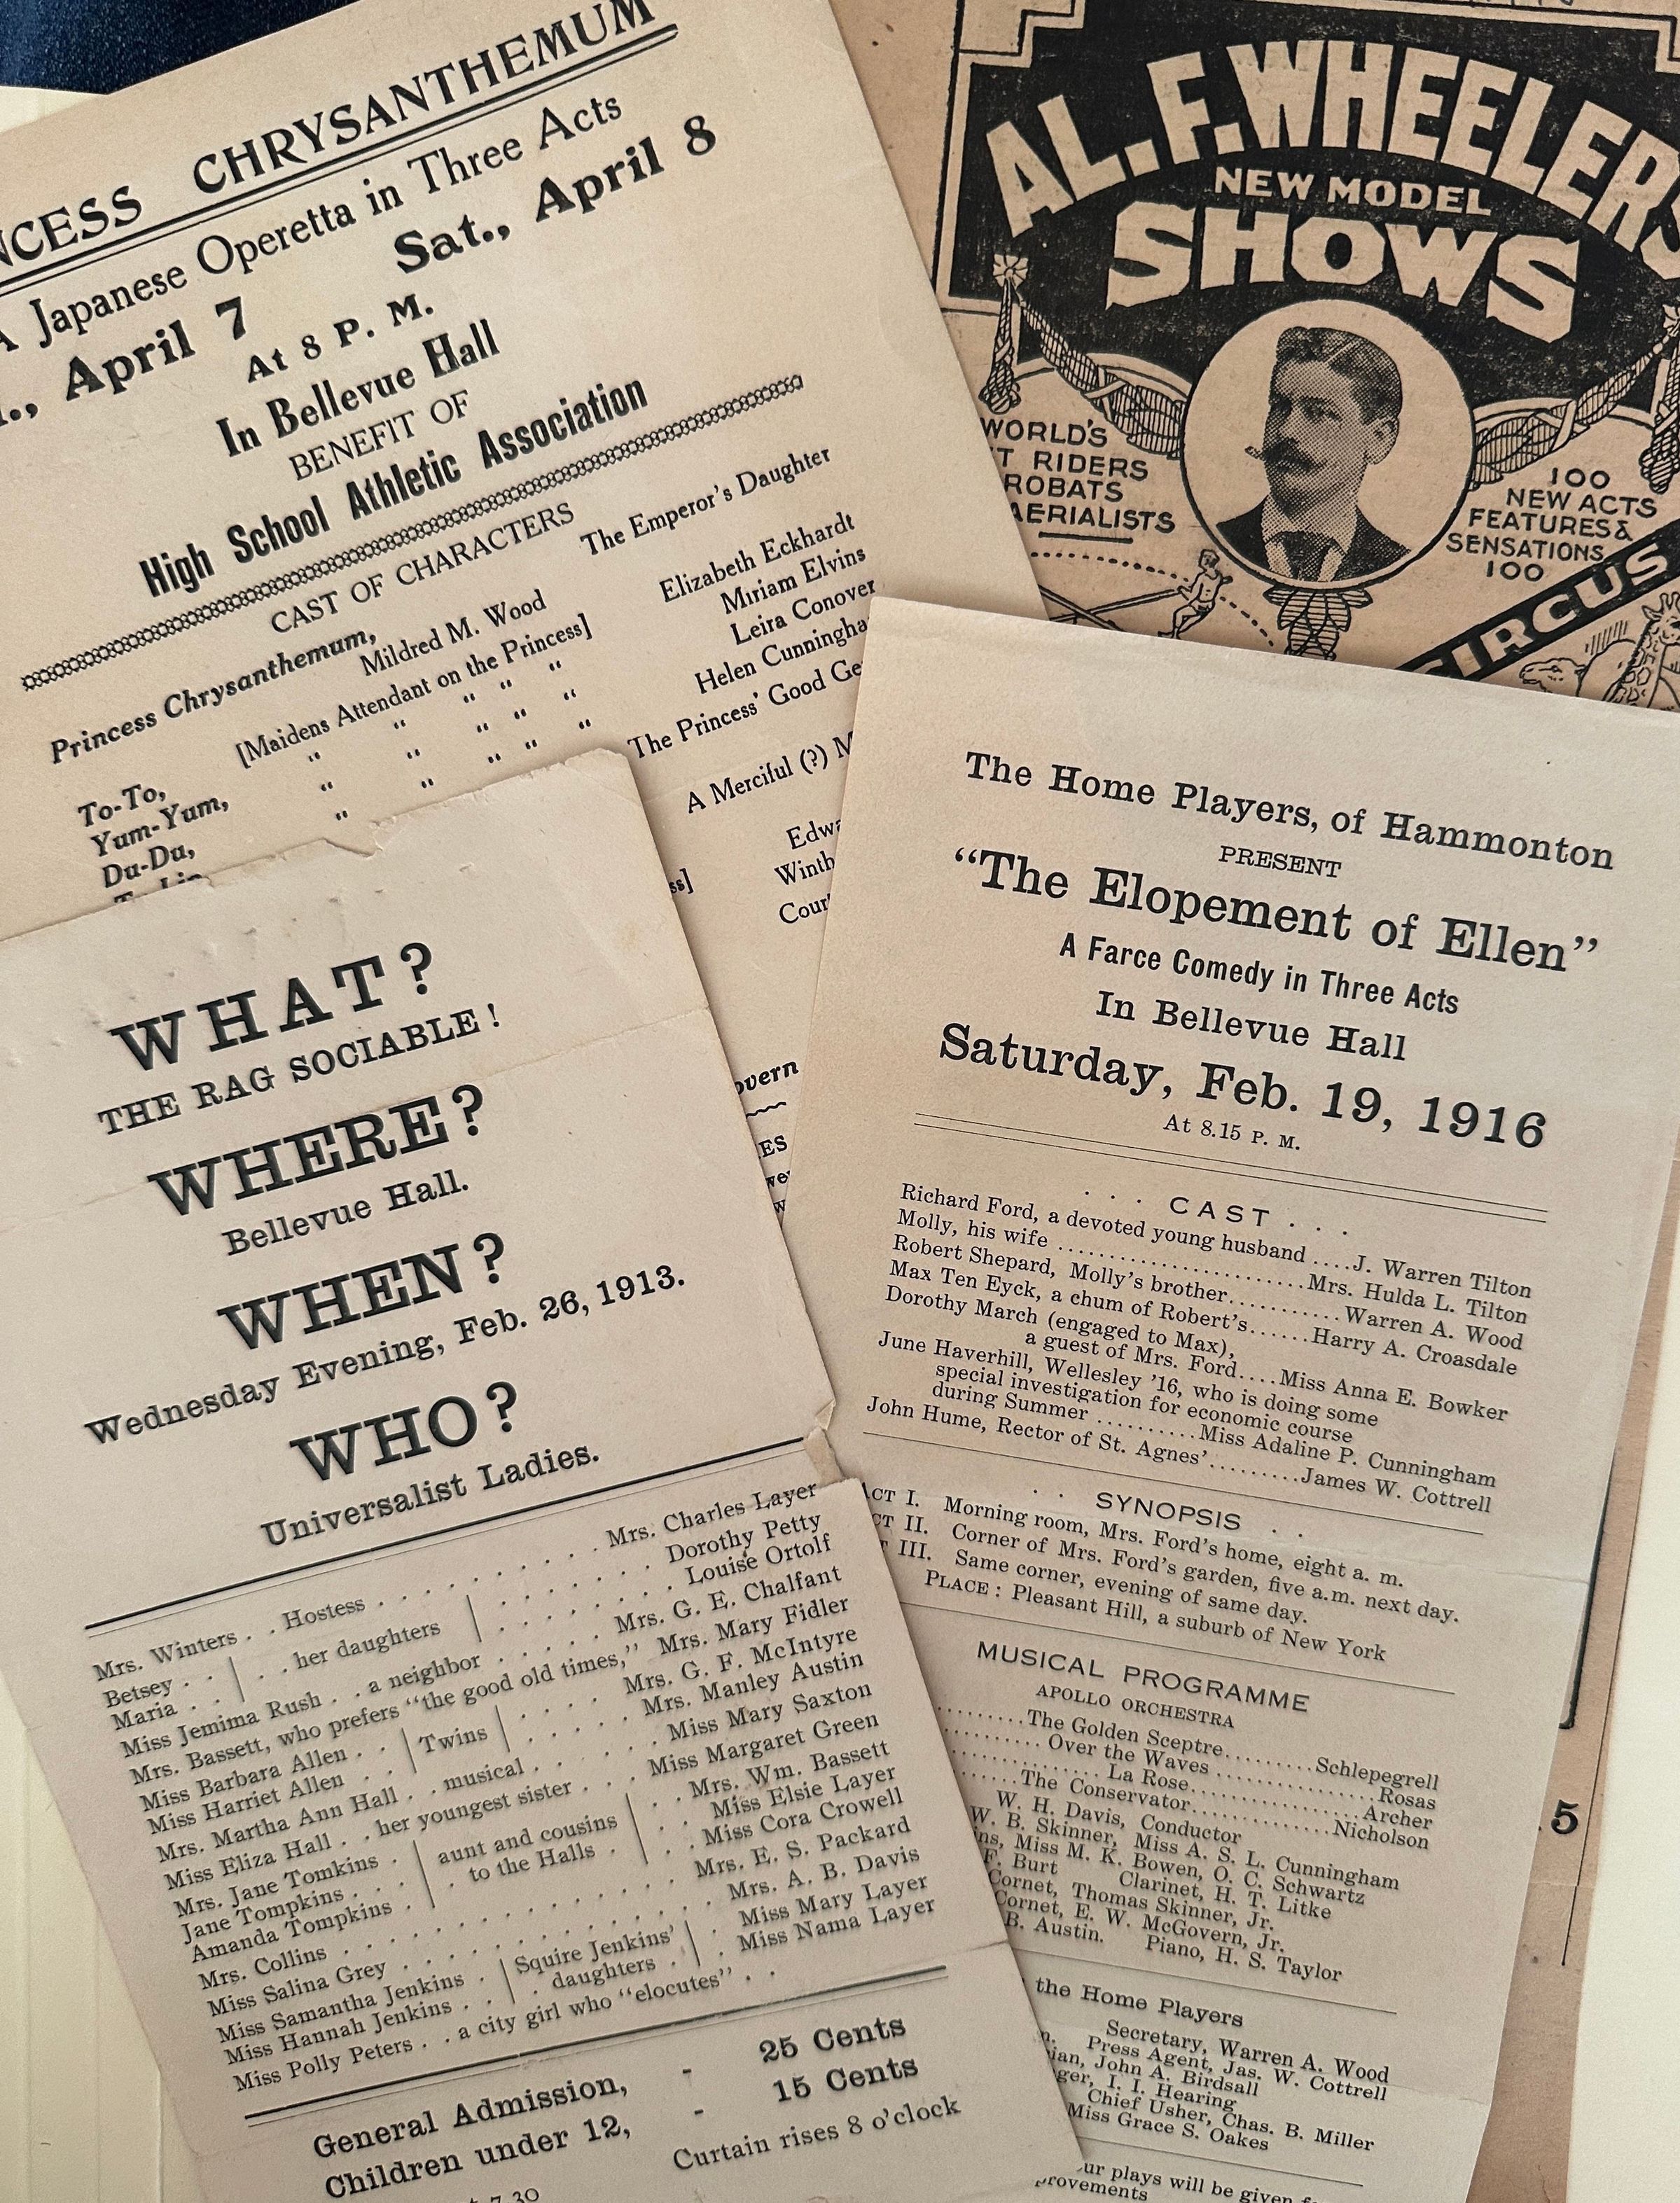 CHRYSANTHEMUM
A Japanese Operetta in Three Acts
April 7
Sat., April 8
At 8 P. M.
In Bellevue Hall
BENEFIT OF
High School Athletic Association
CAST OF CHARACTERS
Princess Chrysanthemum,
Mildred M. Wood
The Emperor's Daughter
[Maidens Attendant on the Princess]
To-To,
Elizabeth Eckhardt
Yum-Yum, " " " "
Miriam Elvins
Du-Du, " " " "
Leira Conover
" " " "
Helen
The Princess' Good
A Merciful (?)
AL. F. WHEELER'S
NEW MODEL
SHOWS
WORLD'S
RIDERS
AERIALISTS
100
NEW ACTS
FEATURES &
SENSATIONS
100
CIRCUS
WHAT?
THE RAG SOCIABLE!
WHERE?
Bellevue Hall.
WHEN?
Wednesday Evening, Feb. 26, 1913.
WHO?
Universalist Ladies.
Mrs. Winters . . Hostess . . . . . . . . . Mrs. Charles Layer
Betsey . . | . . her daughters | . . . . . . Dorothy Petty
Maria . . | . . . . . . Louise Ortolf
Miss Jemima Rush . . a neighbor . . . . . Mrs. G. E. Chalfant
Mrs. Bassett, who prefers "the good old times," Mrs. Mary Fidler
Miss Barbara Allen . . | Twins | . . . . Mrs. G. F. McIntyre
Miss Harriet Allen . . | . . . . Mrs. Manley Austin
Mrs. Martha Ann Hall . . musical . . . . . Miss Mary Saxton
Miss Eliza Hall . . her youngest sister . . . Miss Margaret Green
Mrs. Jane Tomkins . | aunt and cousins | . . Mrs. Wm. Bassett
Jane Tompkins . . . | . to the Halls . | . . Miss Elsie Layer
Amanda Tompkins . | . . Miss Cora Crowell
Mrs. Collins . . . . . . . . . . . . Mrs. E. S. Packard
Miss Salina Grey . . . . . . . . . . . Mrs. A. B. Davis
Miss Samantha Jenkins . | Squire Jenkins' | . Miss Mary Layer
Miss Hannah Jenkins . . | . daughters . | . Miss Nama Layer
Miss Polly Peters . . a city girl who "elocutes" . .
General Admission, - 25 Cents
Children under 12, - 15 Cents
Curtain rises 8 o'clock
The Home Players, of Hammonton
PRESENT
"The Elopement of Ellen"
A Farce Comedy in Three Acts
In Bellevue Hall
Saturday, Feb. 19, 1916
At 8.15 P. M.
. . . CAST . . .
Richard Ford, a devoted young husband ....J. Warren Tilton
Molly, his wife ..........................Mrs. Hulda L. Tilton
Robert Shepard, Molly's brother...........Warren A. Wood
Max Ten Eyck, a chum of Robert's......Harry A. Croasdale
Dorothy March (engaged to Max),
a guest of Mrs. Ford....Miss Anna E. Bowker
June Haverhill, Wellesley '16, who is doing some
special investigation for economic course
during Summer ..........Miss Adaline P. Cunningham
John Hume, Rector of St. Agnes'.........James W. Cottrell
. . SYNOPSIS . .
I. Morning room, Mrs. Ford's home, eight a. m.
II. Corner of Mrs. Ford's garden, five a.m. next day.
III. Same corner, evening of same day.
PLACE : Pleasant Hill, a suburb of New York
MUSICAL PROGRAMME
APOLLO ORCHESTRA
.........The Golden Sceptre.........Schlepegrell
..........Over the Waves ..................Rosas
................La Rose....................Archer
......The Conservator...............Nicholson
W. H. Davis, Conductor
W. B. Skinner, Miss A. S. L. Cunningham
Miss M. K. Bowen, O. C. Schwartz
F. Burt Clarinet, H. T. Litke
Cornet, Thomas Skinner, Jr.
Cornet, E. W. McGovern, Jr.
B. Austin. Piano, H. S. Taylor
the Home Players
Secretary, Warren A. Wood
Press Agent, Jas. W. Cottrell
John A. Birdsall
I. I. Hearing
Chief Usher, Chas. B. Miller
Miss Grace S. Oakes
plays will be given
5